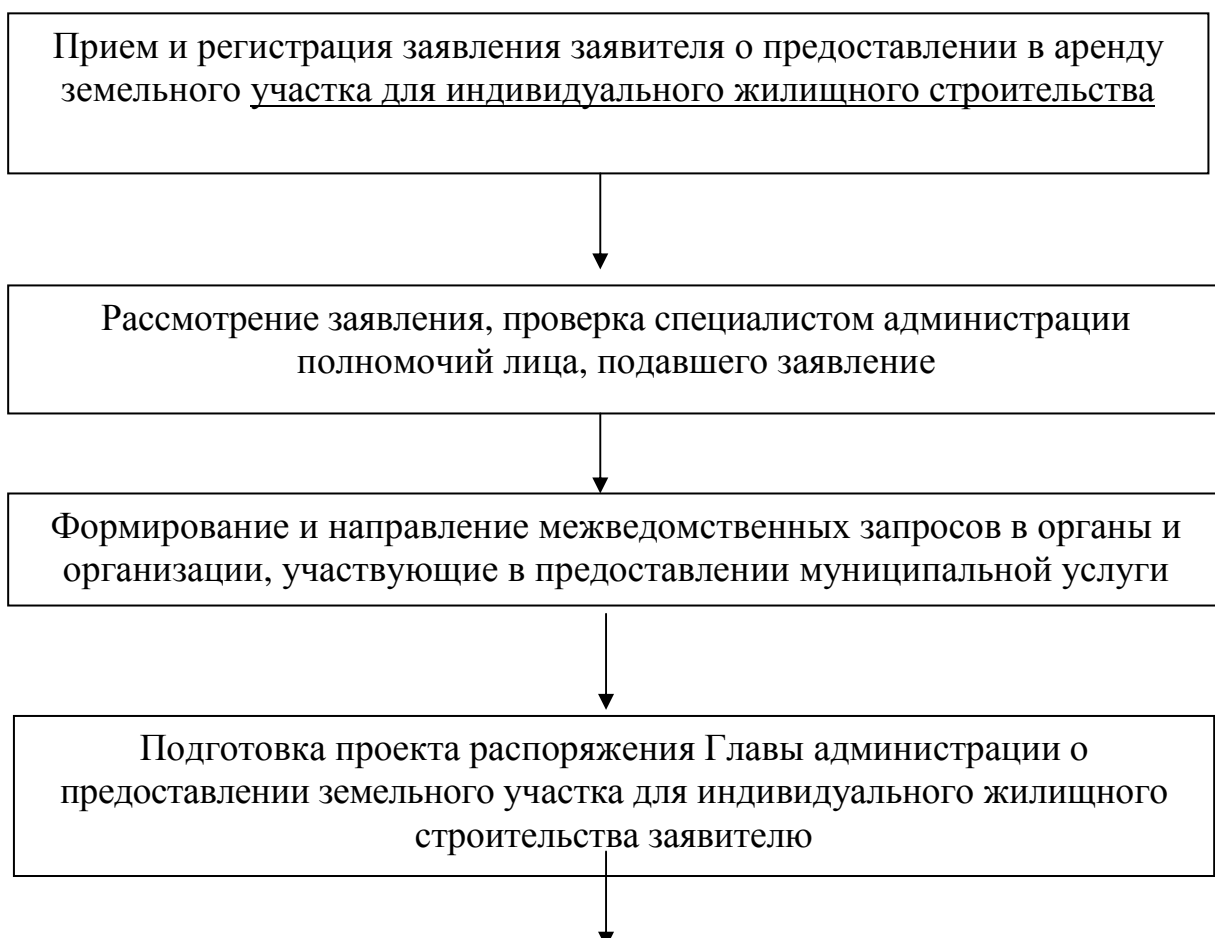 Прием и регистрация заявления заявителя о предоставлении в аренду
земельного участка для индивидуального жилищного строительства
Рассмотрение заявления, проверка специалистом администрации
полномочий лица, подавшего заявление
Формирование и направление межведомственных запросов в органы и
организации, участвующие в предоставлении муниципальной услуги
Подготовка проекта распоряжения Главы администрации о
предоставлении земельного участка для индивидуального жилищного
строительства заявителю